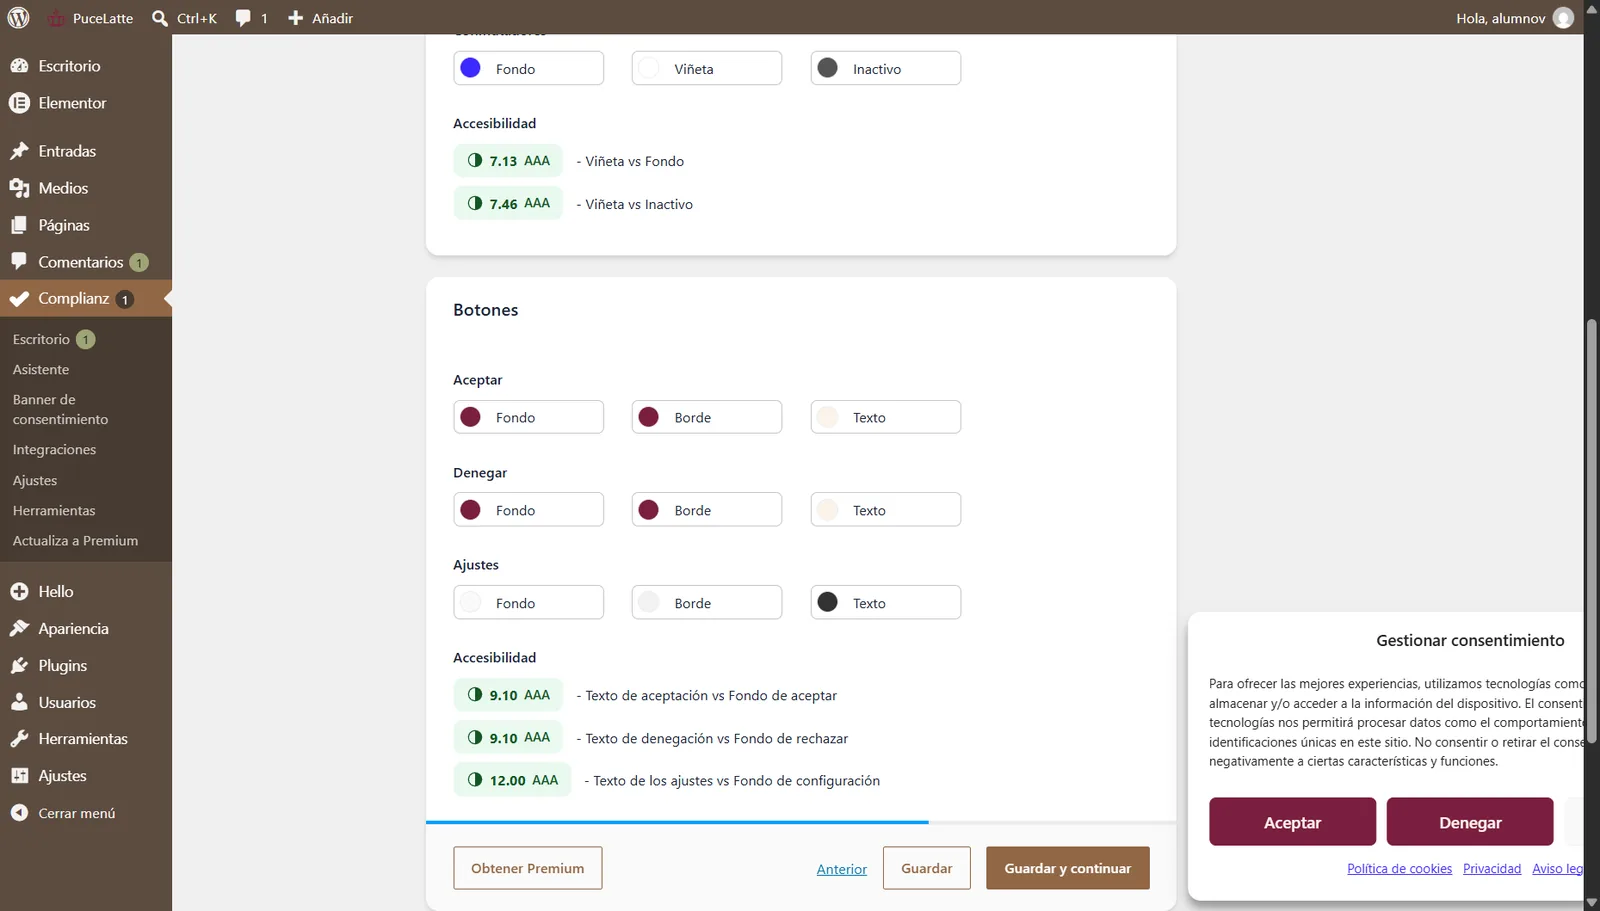 PuceLatte
Ctrl+K
1
Añadir
Hola, alumnov
Escritorio
Elementor
Entradas
Medios
Páginas
Comentarios 1
Complianz 1
Escritorio 1
Asistente
Banner de
consentimiento
Integraciones
Ajustes
Herramientas
Actualiza a Premium
Hello
Apariencia
Plugins
Usuarios
Herramientas
Ajustes
Cerrar menú
Fondo
Viñeta
Inactivo
Accesibilidad
7.13 AAA - Viñeta vs Fondo
7.46 AAA - Viñeta vs Inactivo
Botones
Aceptar
Fondo
Borde
Texto
Denegar
Fondo
Borde
Texto
Ajustes
Fondo
Borde
Texto
Accesibilidad
9.10 AAA - Texto de aceptación vs Fondo de aceptar
9.10 AAA - Texto de denegación vs Fondo de rechazar
12.00 AAA - Texto de los ajustes vs Fondo de configuración
Obtener Premium
Anterior
Guardar
Guardar y continuar
Gestionar consentimiento
Para ofrecer las mejores experiencias, utilizamos tecnologías como
almacenar y/o acceder a la información del dispositivo. El consent
tecnologías nos permitirá procesar datos como el comportamiento
identificaciones únicas en este sitio. No consentir o retirar el conse
negativamente a ciertas características y funciones.
Aceptar
Denegar
Política de cookies
Privacidad
Aviso leg